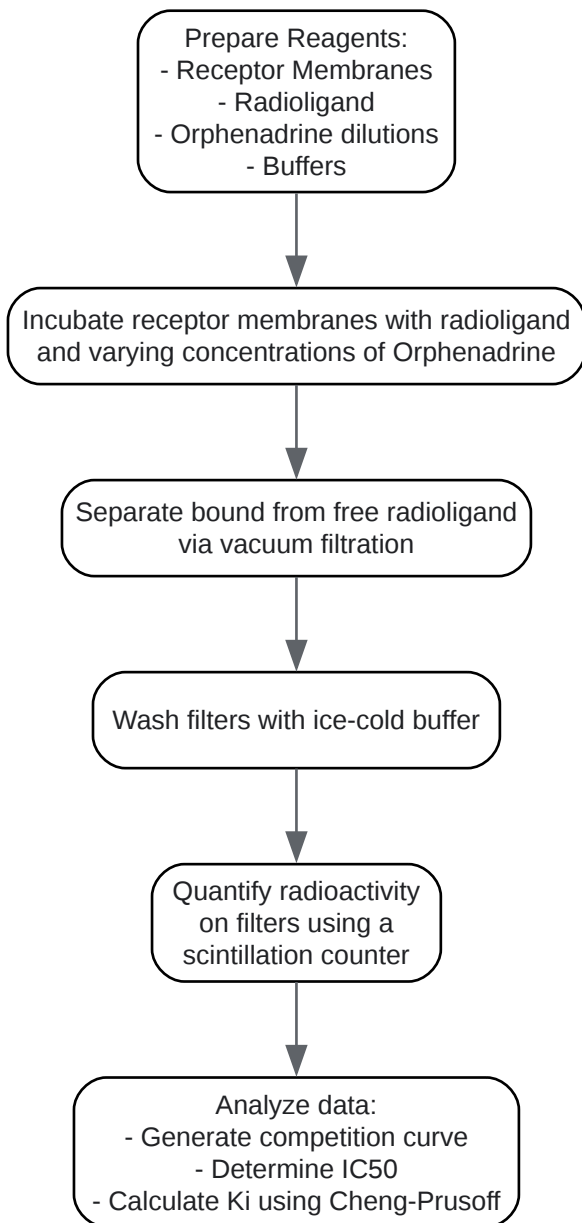 Prepare Reagents:
- Receptor Membranes
- Radioligand
- Orphenadrine dilutions
- Buffers
Incubate receptor membranes with radioligand
and varying concentrations of Orphenadrine
Separate bound from free radioligand
via vacuum filtration
Wash filters with ice-cold buffer
Quantify radioactivity
on filters using a
scintillation counter
Analyze data:
- Generate competition curve
- Determine IC50
- Calculate Ki using Cheng-Prusoff